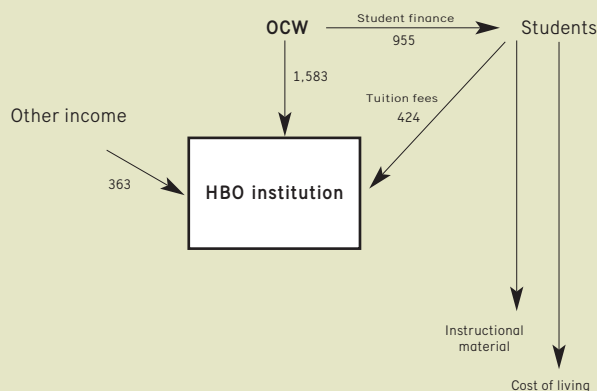 OCW
Student finance
955
Students
1,583
Tuition fees
424
Other income
363
HBO institution
Instructional
material
Cost of living